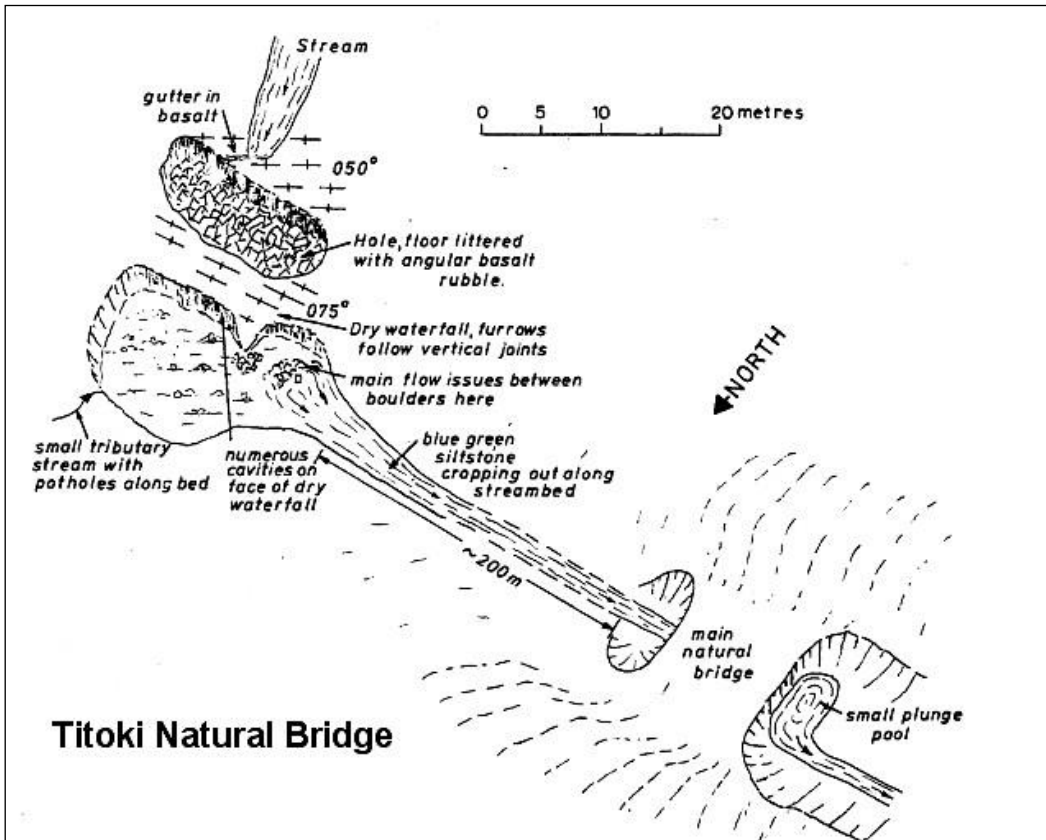 Stream
gutter in
basalt
0 5 10 20 metres
050°
Hole, floor littered
with angular basalt
rubble.
075°
Dry waterfall, furrows
follow vertical joints
main flow issues between
boulders here
NORTH
small tributary
stream with
potholes along bed
numerous
cavities on
face of dry
waterfall
blue green
siltstone
cropping out along
streambed
~200m
main
natural
bridge
small plunge
pool
Titoki Natural Bridge